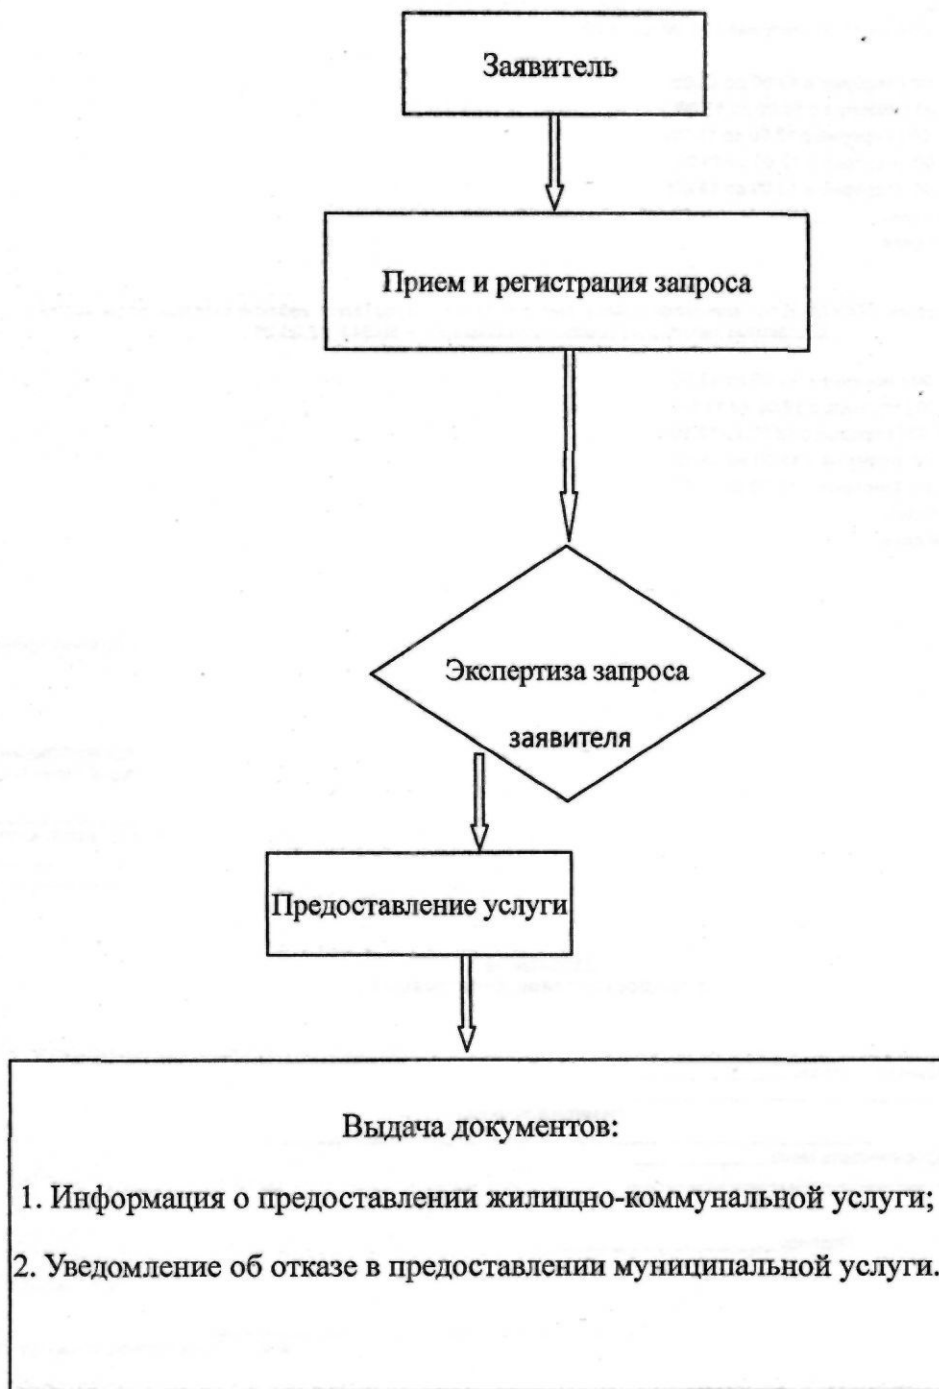 Заявитель
Прием и регистрация запроса
Экспертиза запроса
заявителя
Предоставление услуги
Выдача документов:
1. Информация о предоставлении жилищно-коммунальной услуги;
2. Уведомление об отказе в предоставлении муниципальной услуги.